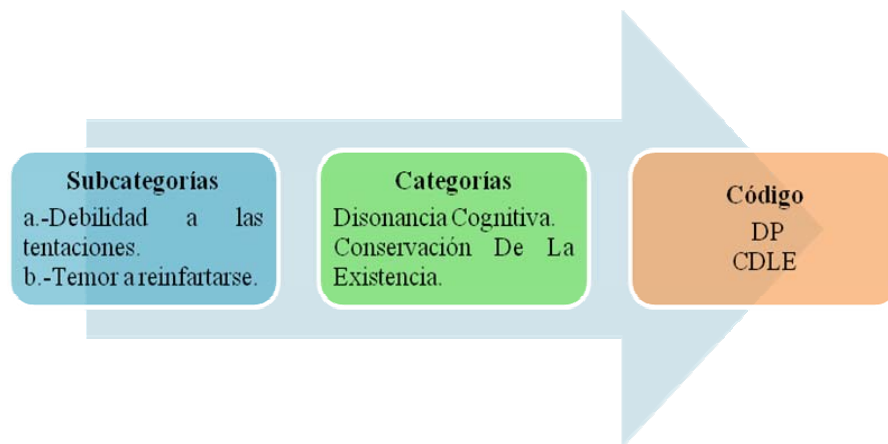 Subcategorías
a.-Debilidad a las
tentaciones.
b.-Temor a reinfartarse.
Categorías
Disonancia Cognitiva.
Conservación De La
Existencia.
Código
DP
CDLE